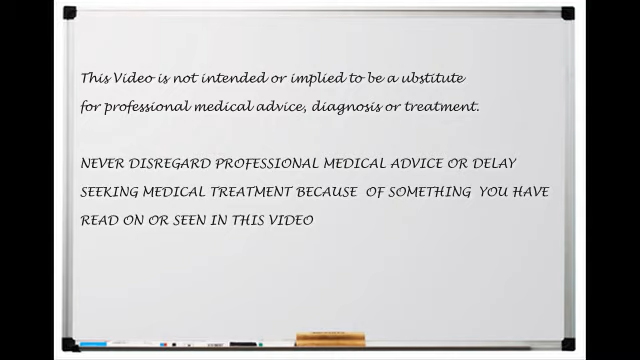 This Video is not intended or implied to be a ubstitute
for professional medical advice, diagnosis or treatment.
NEVER DISREGARD PROFESSIONAL MEDICAL ADVICE OR DELAY
SEEKING MEDICAL TREATMENT BECAUSE OF SOMETHING YOU HAVE
READ ON OR SEEN IN THIS VIDEO